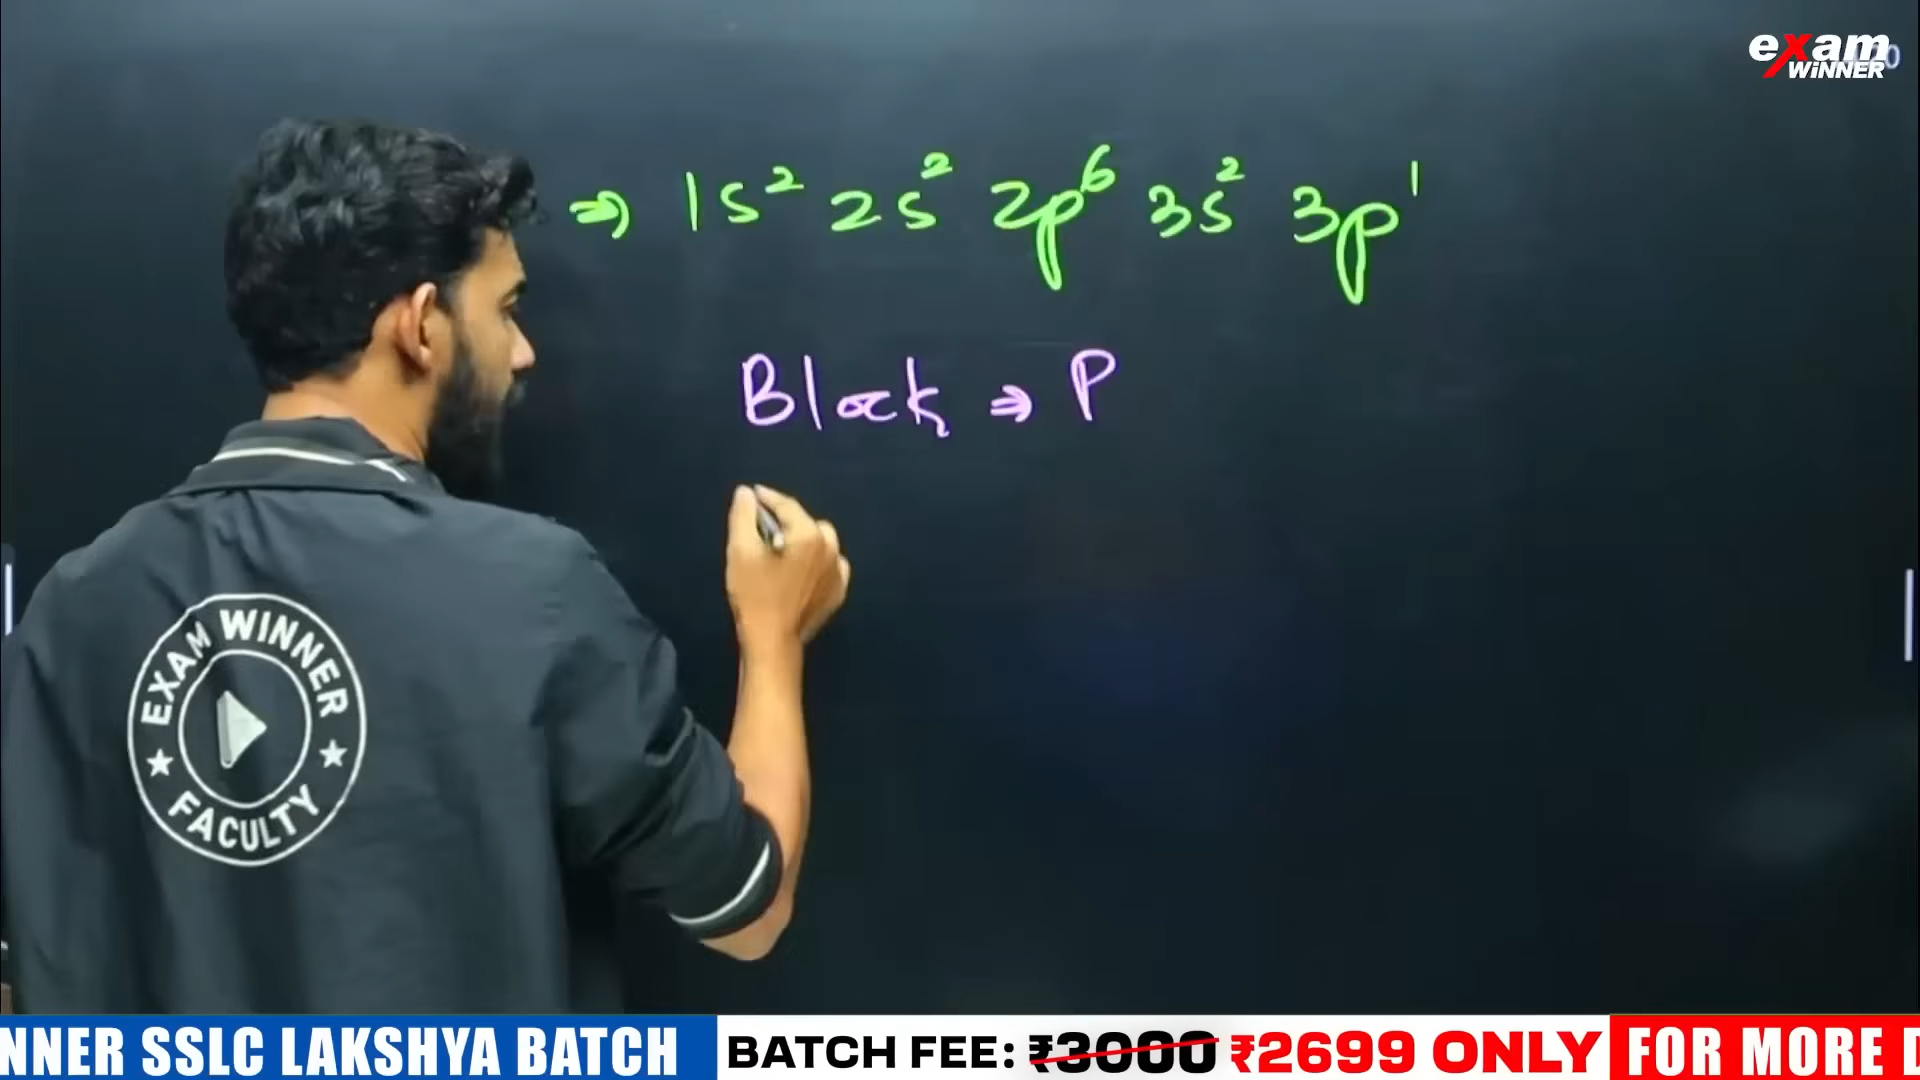 exam
WiNNER
⇒ 1s² 2s² 2p⁶ 3s² 3p¹
Block ⇒ P
EXAM WINNER
FACULTY
NNER SSLC LAKSHYA BATCH BATCH FEE: ₹3000 ₹2699 ONLY FOR MORE D